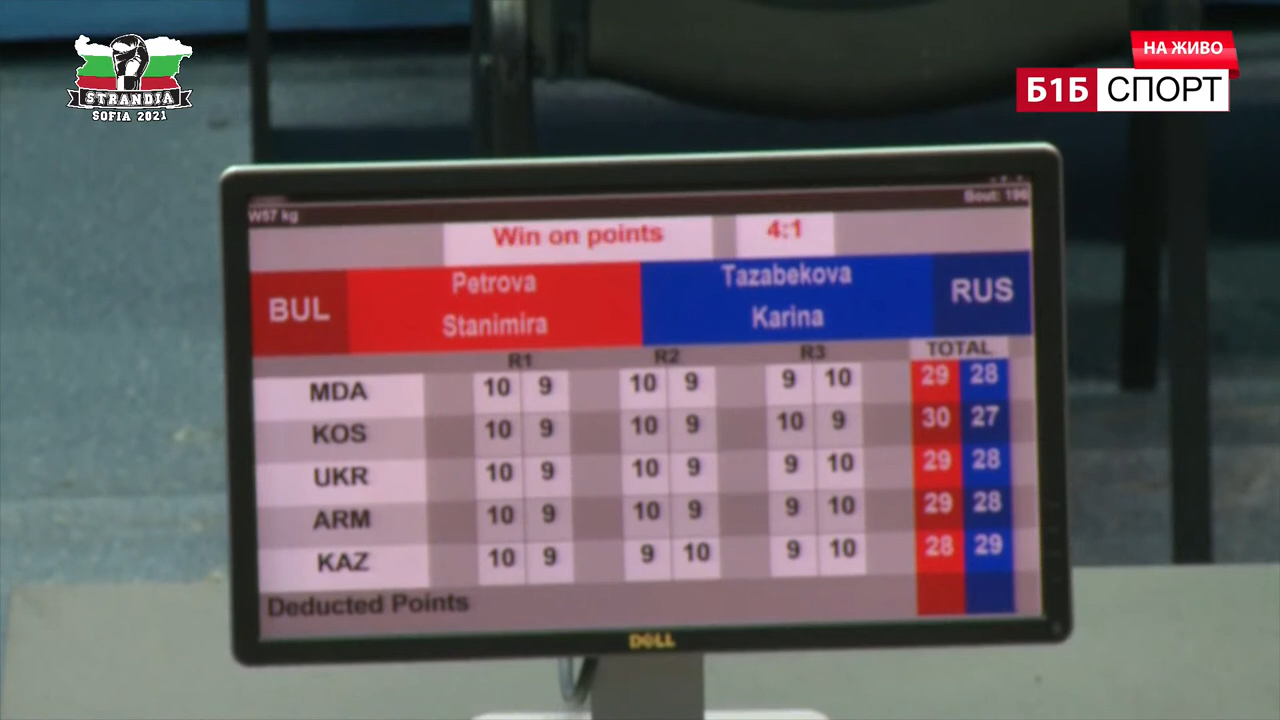 STRANDIA
SOFIA 2021
НА ЖИВО
Б1Б СПОРТ
W57 kg
Bout: 196
Win on points 4:1
BUL Petrova Stanimira Tazabekova Karina RUS
R1 R2 R3 TOTAL
MDA 10 9 10 9 9 10 29 28
KOS 10 9 10 9 10 9 30 27
UKR 10 9 10 9 9 10 29 28
ARM 10 9 10 9 9 10 29 28
KAZ 10 9 9 10 9 10 28 29
Deducted Points
DELL